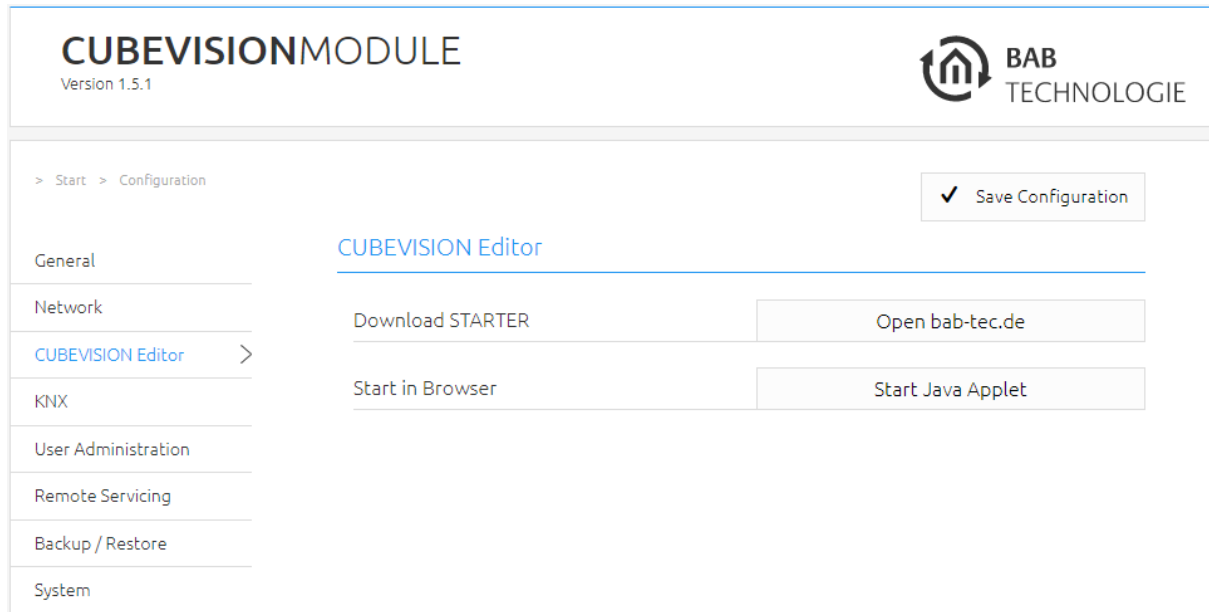 CUBEVISIONMODULE
Version 1.5.1
BAB
TECHNOLOGIE
> Start > Configuration
✔ Save Configuration
General
Network
CUBEVISION Editor
KNX
User Administration
Remote Servicing
Backup / Restore
System
CUBEVISION Editor
Download STARTER
Open bab-tec.de
Start in Browser
Start Java Applet